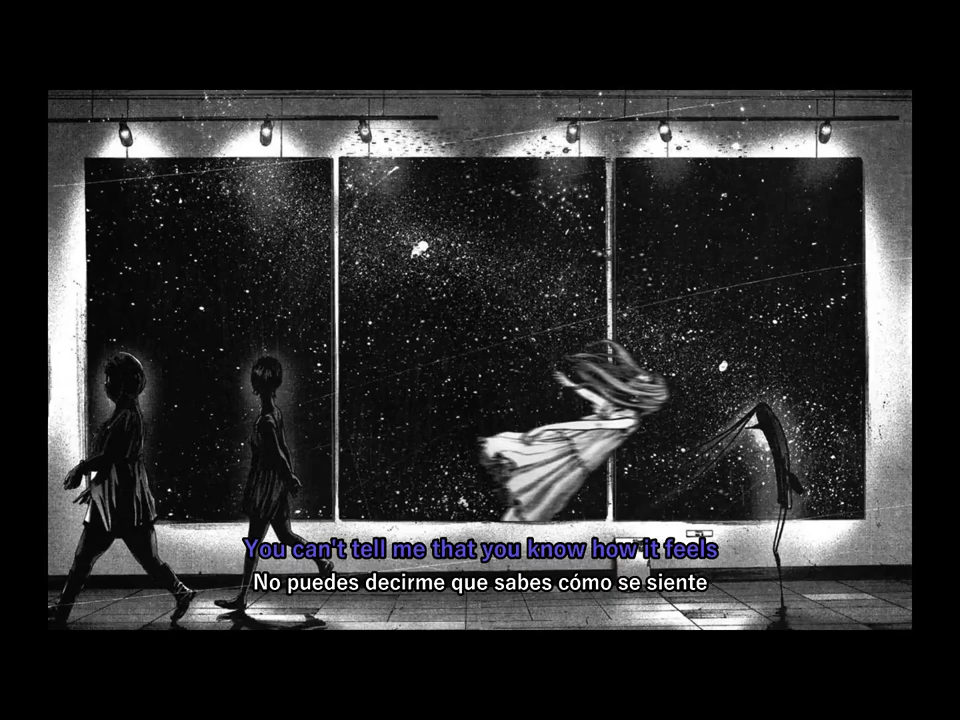 You can't tell me that you know how it feels
No puedes decirme que sabes cómo se siente